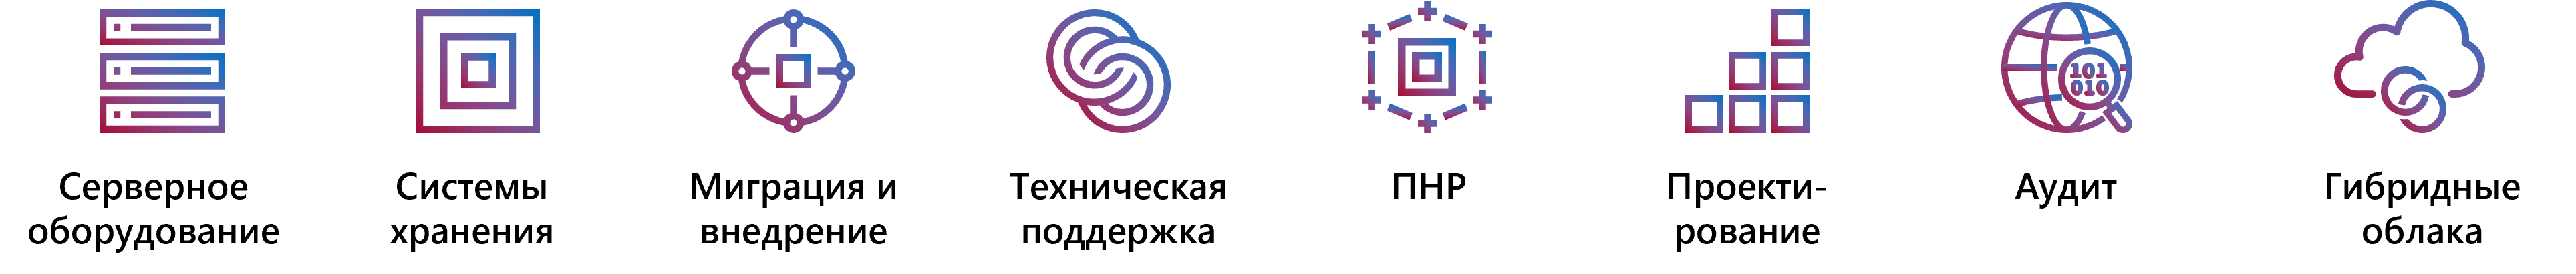 101
010
Серверное
оборудование
Системы
хранения
Миграция и
внедрение
Техническая
поддержка
ПНР
Проекти-
рование
Аудит
Гибридные
облака